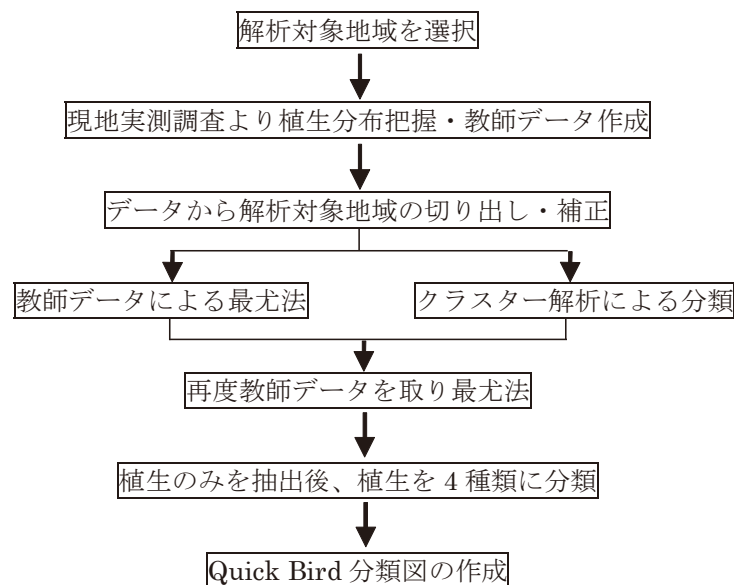 解析対象地域を選択
現地実測調査より植生分布把握・教師データ作成
データから解析対象地域の切り出し・補正
教師データによる最尤法
クラスター解析による分類
再度教師データを取り最尤法
植生のみを抽出後、植生を 4 種類に分類
Quick Bird 分類図の作成